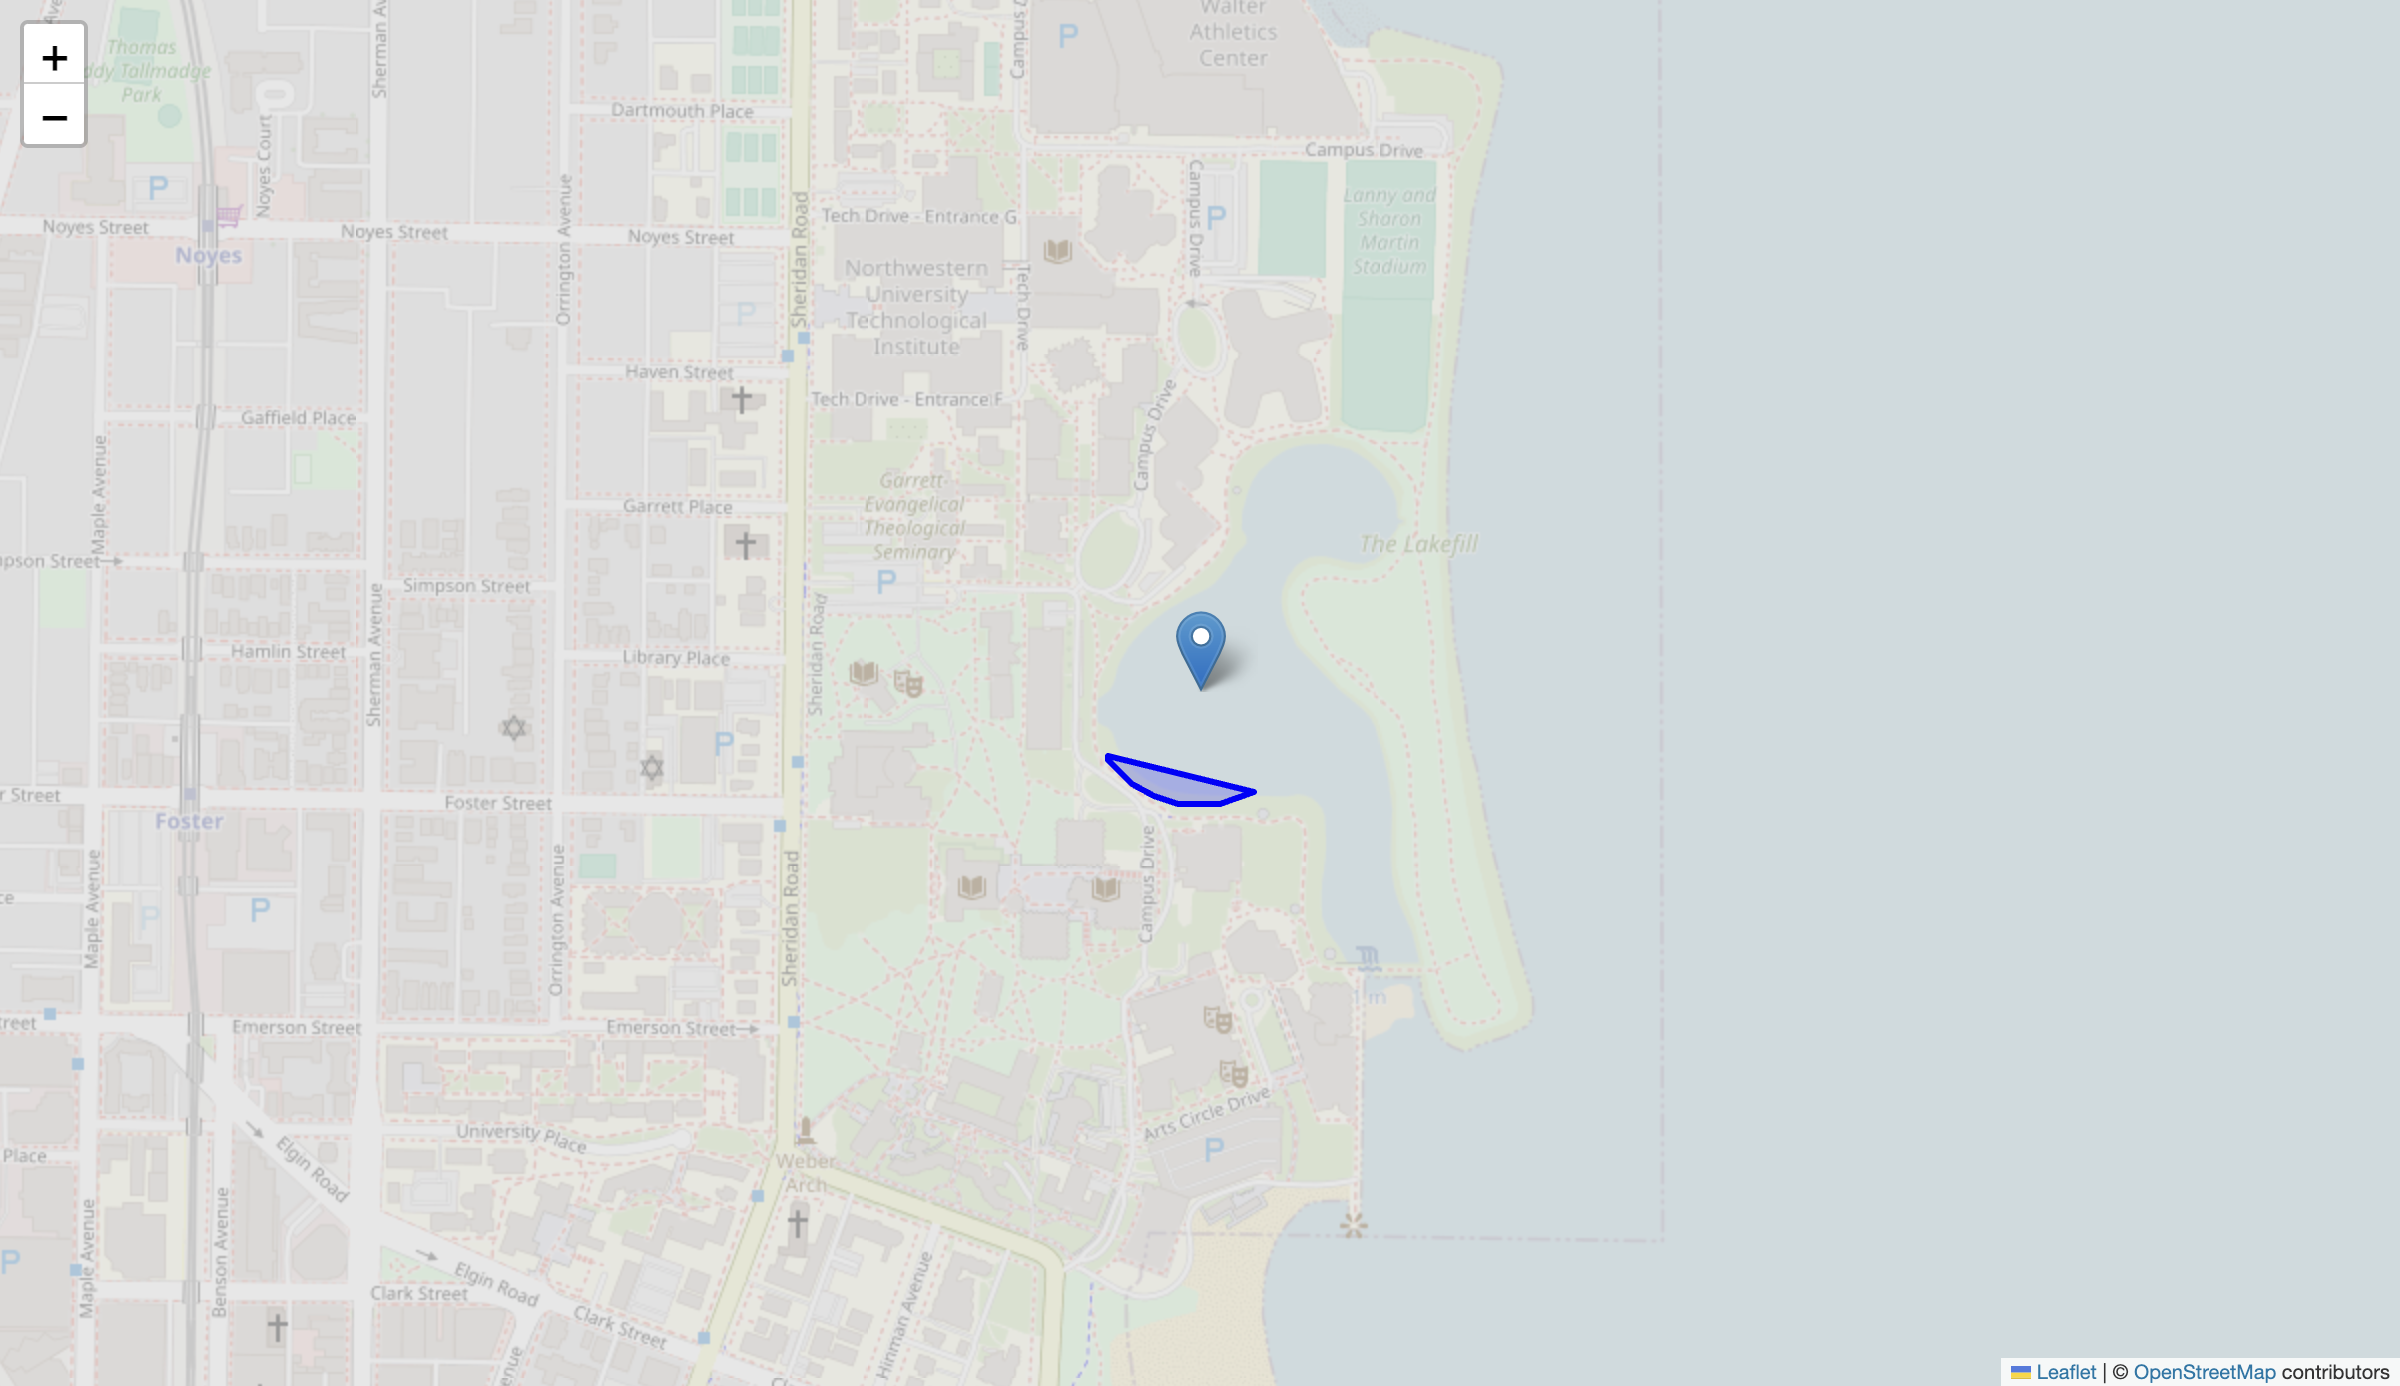 +
−
Thomas
ddy Tallmadge
Park
Noyes Court
Sherman Av
Dartmouth Place
Walter
Athletics
Center
P
Campus Drive
Campus Drive
P
P
Lanny and
Sharon
Martin
Stadium
Noyes Street
Noyes Street
Noyes Street
Noyes
Orrington Avenue
Sheridan Road
Tech Drive - Entrance G
Northwestern
University
Technological
Institute
Tech Drive
P
Haven Street
Tech Drive - Entrance F
Gaffield Place
Maple Avenue
Campus Drive
Garrett Place
Garrett-
Evangelical
Theological
Seminary
P
The Lakefill
pson Street
Simpson Street
Sherman Avenue
Hamlin Street
Library Place
Sheridan Road
P
r Street
Foster Street
Foster
Maple Avenue
Orrington Avenue
Sheridan Road
Campus Drive
P
P
ce
m
treet
Emerson Street
Emerson Street
Arts Circle Drive
P
University Place
Elgin Road
Place
Weber
Arch
P
Maple Avenue
Benson Avenue
Elgin Road
Clark Street
Clark Street
Hinman Avenue
enue
Leaflet | © OpenStreetMap contributors